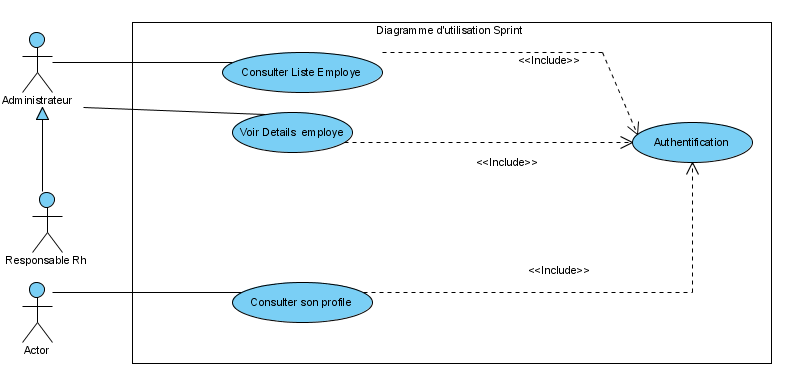 Diagramme d'utilisation Sprint
<<Include>>
Consulter Liste Employe
Administrateur
Voir Details employe
Authentification
<<Include>>
Responsable Rh
<<Include>>
Consulter son profile
Actor